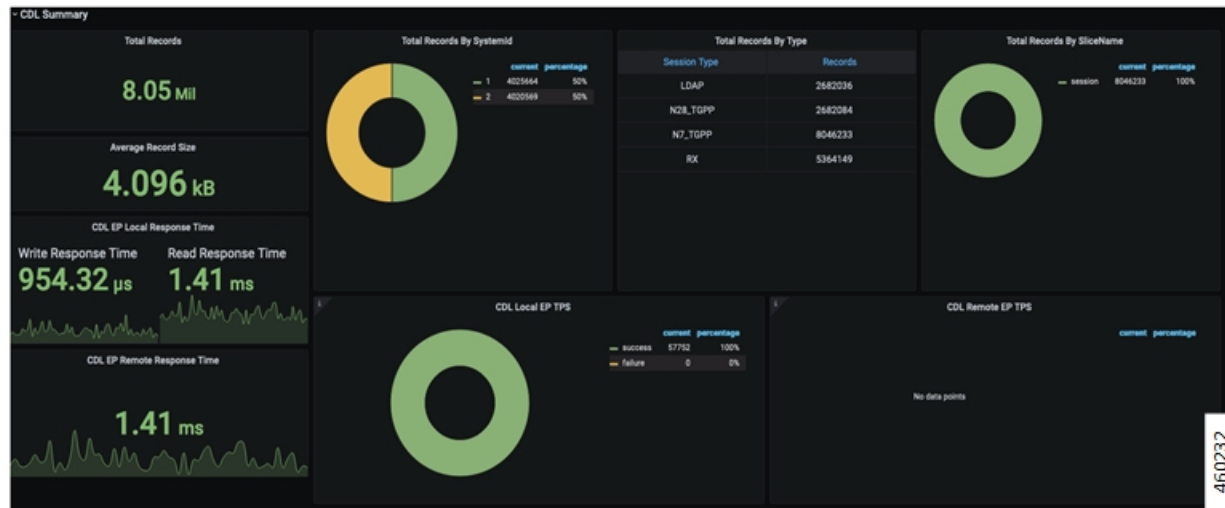 CDL Summary
Total Records
8.05 Mil
Average Record Size
4.096 kB
CDL EP Local Response Time
Write Response Time Read Response Time
954.32 µs 1.41 ms
CDL EP Remote Response Time
1.41 ms
Total Records By SystemId
current percentage
1 4025664 50%
2 4020569 50%
Total Records By Type
Session Type Records
LDAP 2682036
N28_TGPP 2682084
N7_TGPP 8046233
RX 5364149
Total Records By SliceName
current percentage
session 8046233 100%
i
CDL Local EP TPS
current percentage
success 57752 100%
failure 0 0%
i
CDL Remote EP TPS
current percentage
No data points
460232